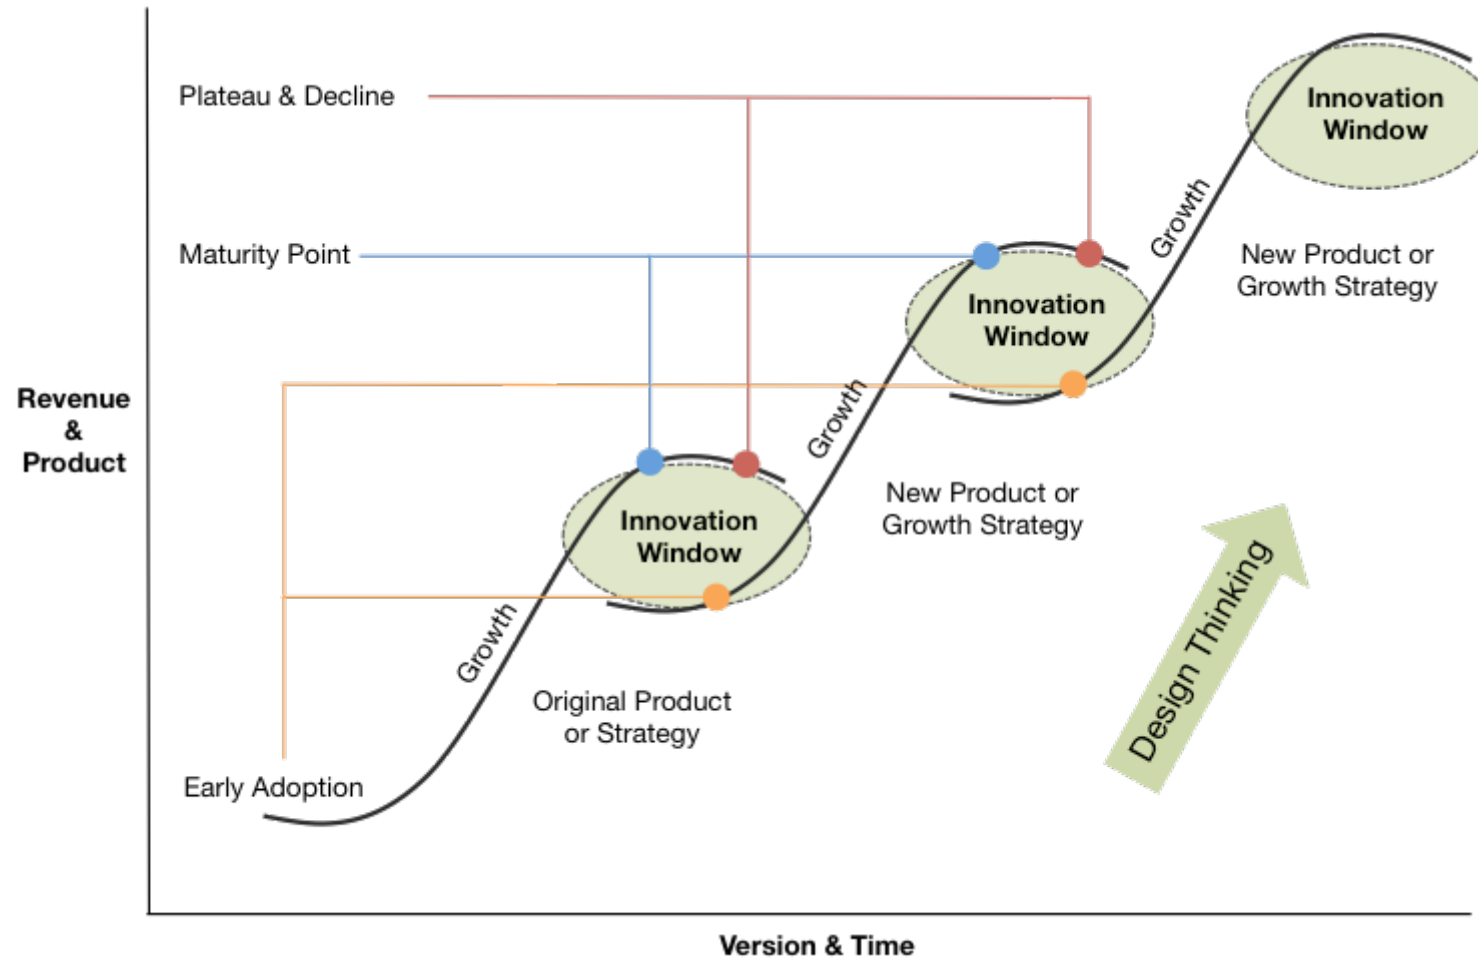 Plateau & Decline
Innovation
Window
Maturity Point
Growth
New Product or
Growth Strategy
Innovation
Window
Revenue
&
Product
Growth
New Product or
Growth Strategy
Innovation
Window
Growth
Original Product
or Strategy
Design Thinking
Early Adoption
Version & Time